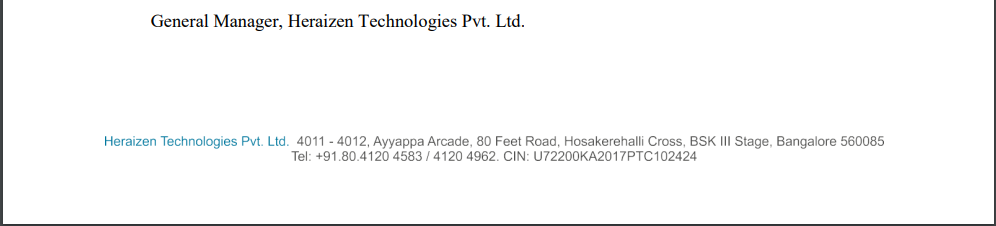 General Manager, Heraizen Technologies Pvt. Ltd.
Heraizen Technologies Pvt. Ltd. 4011 - 4012, Ayyappa Arcade, 80 Feet Road, Hosakerehalli Cross, BSK III Stage, Bangalore 560085
Tel: +91.80.4120 4583 / 4120 4962. CIN: U72200KA2017PTC102424